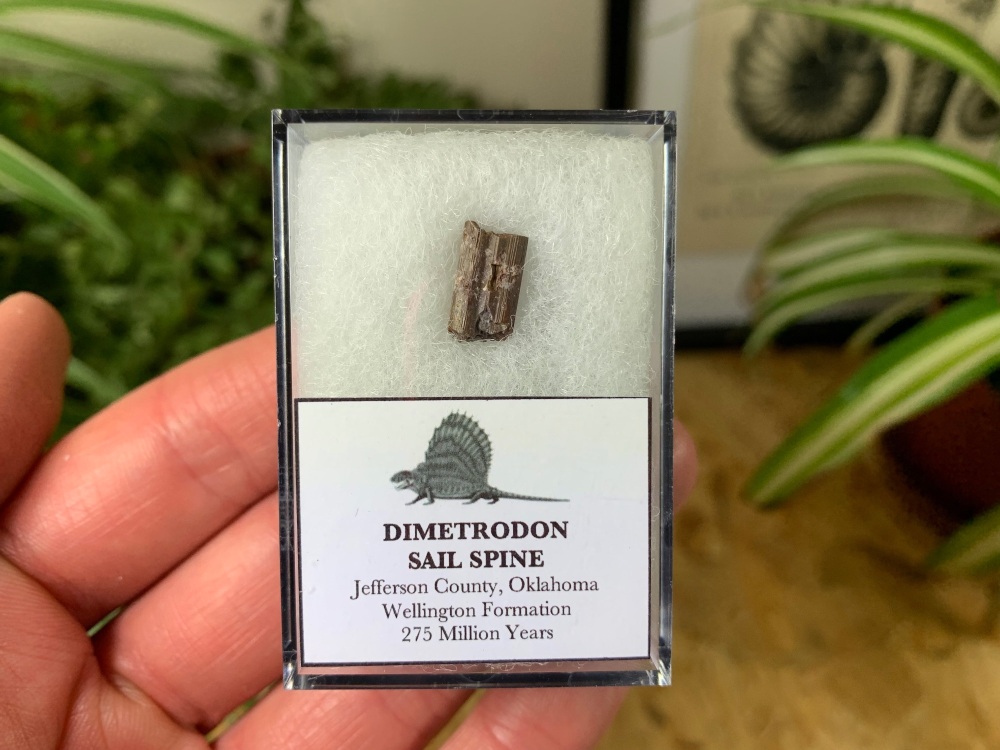 DIMETRODON
SAIL SPINE
Jefferson County, Oklahoma
Wellington Formation
275 Million Years